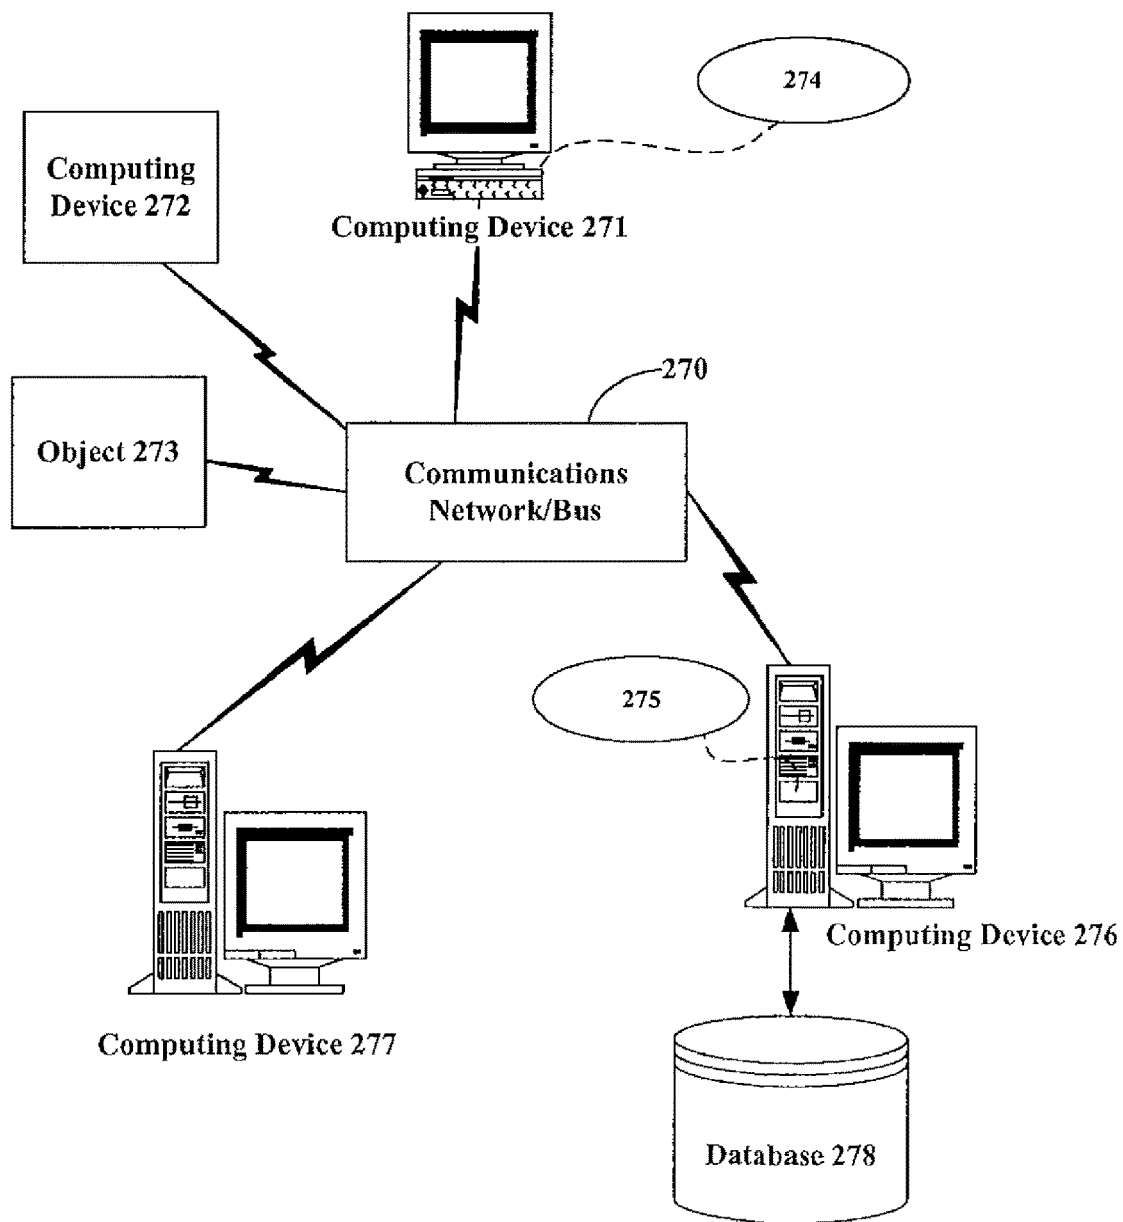 274
Computing
Device 272
Computing Device 271
270
Object 273
Communications
Network/Bus
275
Computing Device 276
Computing Device 277
Database 278